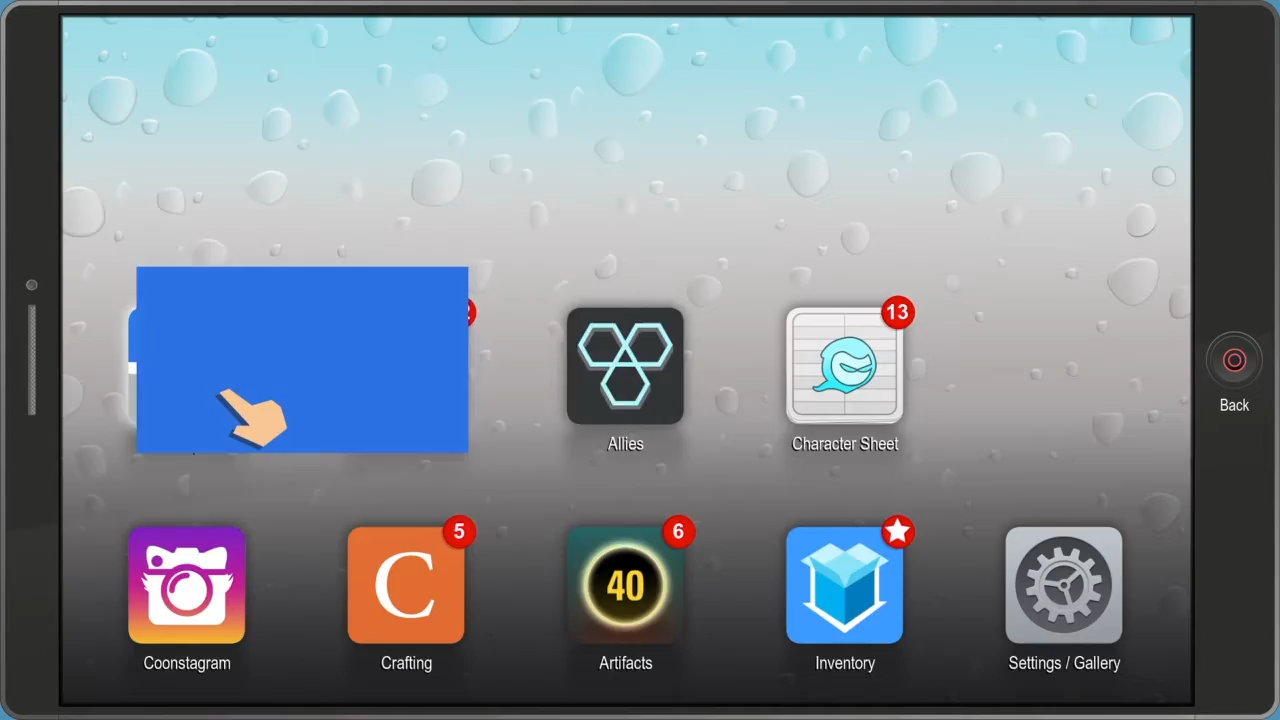 13
Allies
Character Sheet
Back
5
6
C
40
Coonstagram
Crafting
Artifacts
Inventory
Settings / Gallery